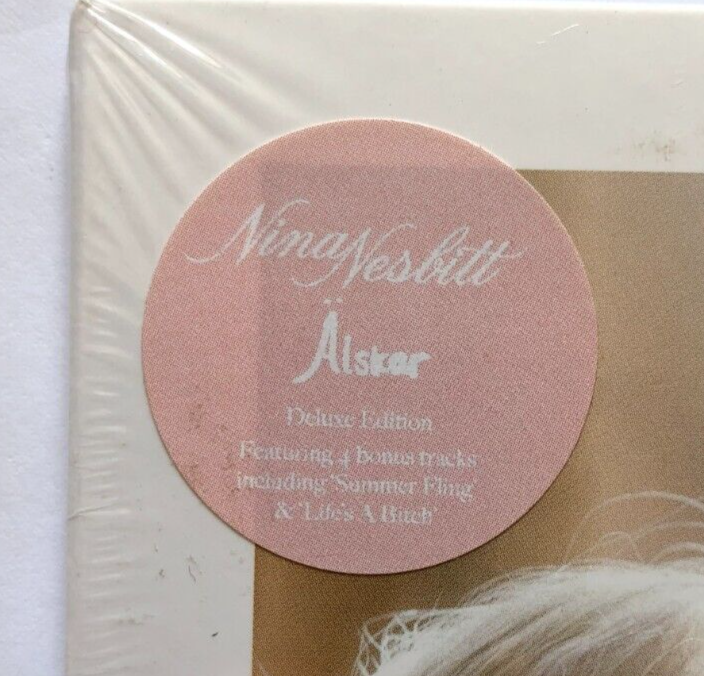 Nina Nesbitt
Älskar
Deluxe Edition
Featuring 4 bonus tracks
including 'Summer Fling'
& 'Life's A Bitch'